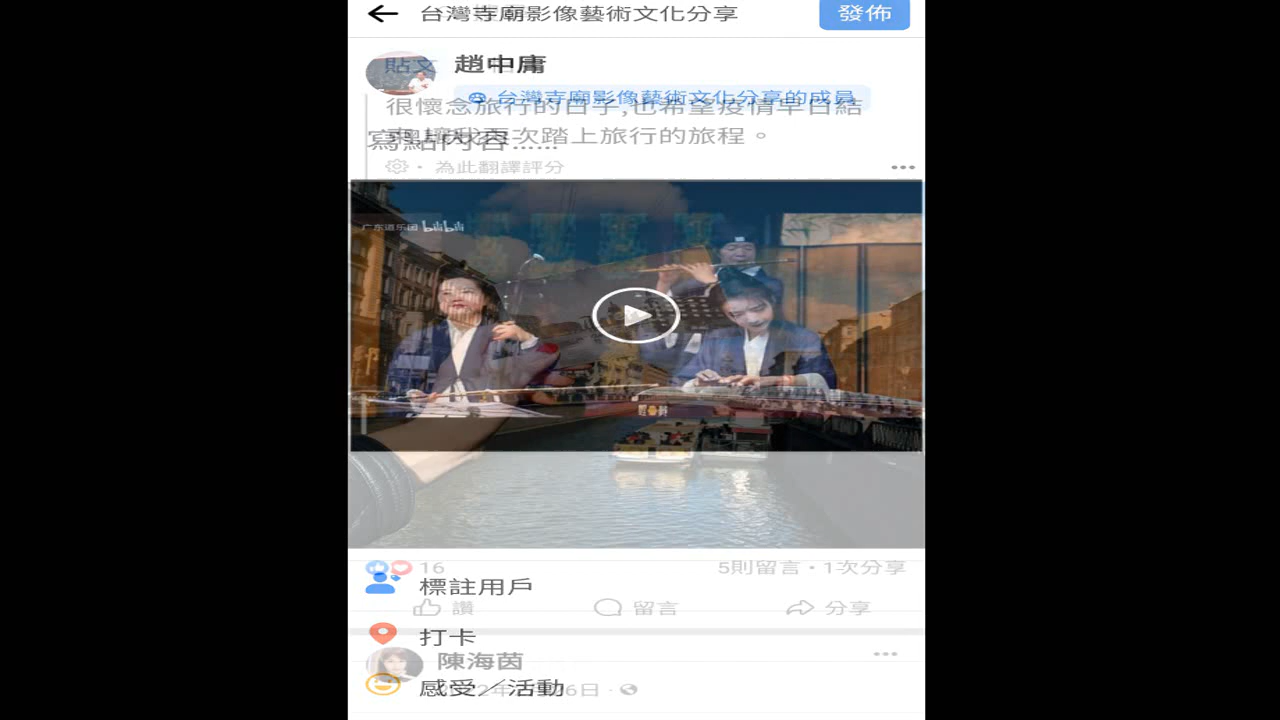 台灣寺廟影像藝術文化分享
發佈
貼文
趙中庸
台灣寺廟影像藝術文化分享的成員
很懷念旅行的日子,也希望疫情早日結
再次踏上旅行的旅程。
寫點內容......
為此翻譯評分
广东道乐团 bilibili
16
5則留言·1次分享
標註用戶
讚
留言
分享
打卡
陳海茵
感受/活動